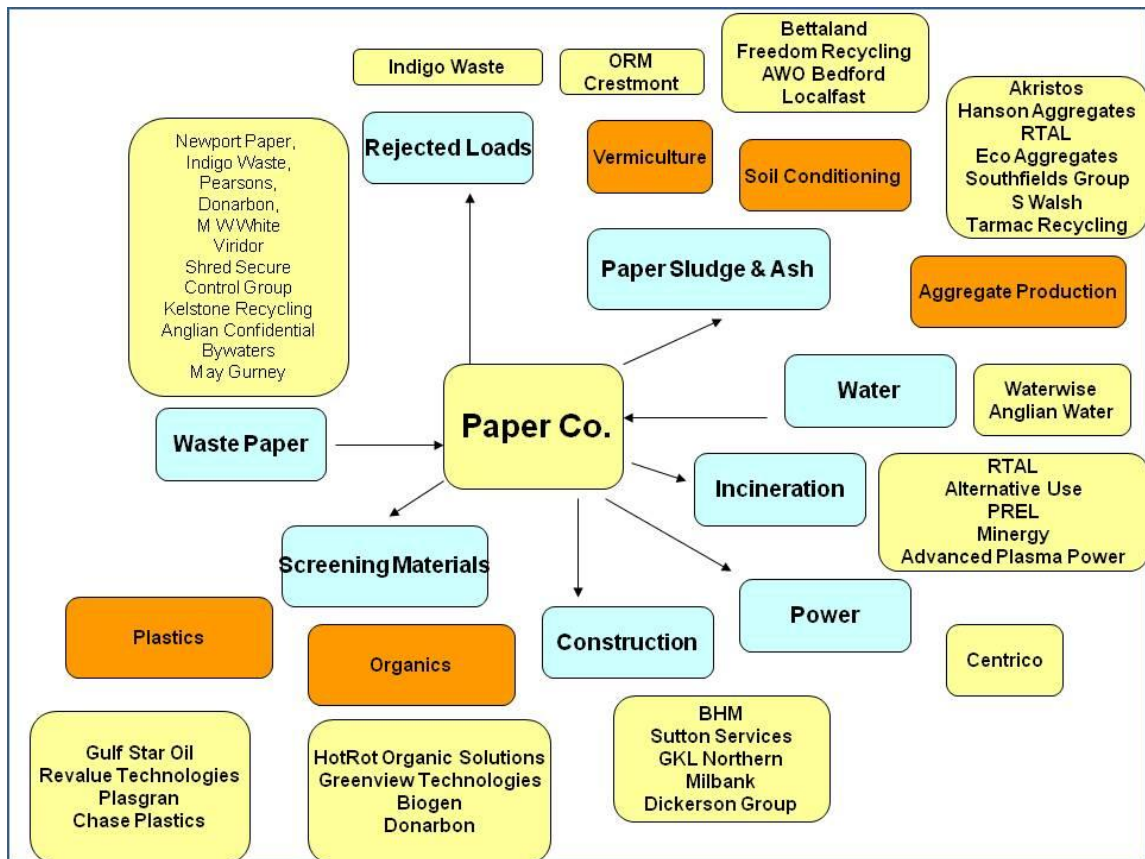 Indigo Waste
ORM
Crestmont
Bettaland
Freedom Recycling
AWO Bedford
Localfast
Akristos
Hanson Aggregates
RTAL
Eco Aggregates
Southfields Group
S Walsh
Tarmac Recycling
Newport Paper,
Indigo Waste,
Pearsons,
Donarbon,
M W White
Viridor
Shred Secure
Control Group
Kelstone Recycling
Anglian Confidential
Bywaters
May Gurney
Rejected Loads
Vermiculture
Soil Conditioning
Paper Sludge & Ash
Aggregate Production
Water
Waterwise
Anglian Water
Paper Co.
Waste Paper
Incineration
RTAL
Alternative Use
PREL
Minergy
Advanced Plasma Power
Screening Materials
Power
Construction
Plastics
Organics
Centrico
Gulf Star Oil
Revalue Technologies
Plasgran
Chase Plastics
HotRot Organic Solutions
Greenview Technologies
Biogen
Donarbon
BHM
Sutton Services
GKL Northern
Milbank
Dickerson Group